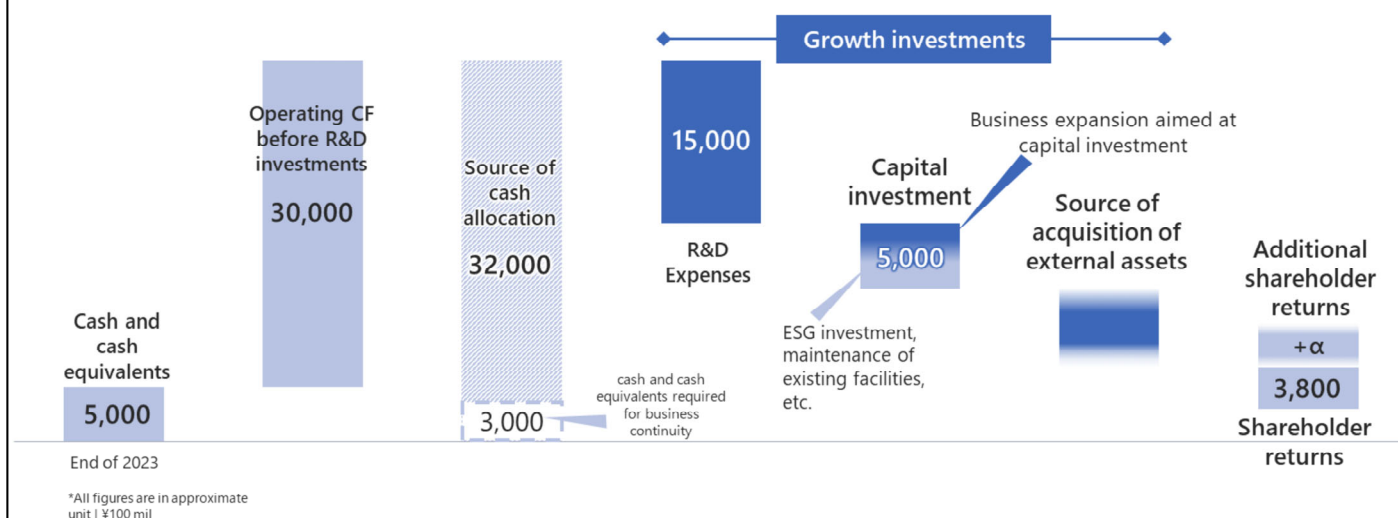 Growth investments
Operating CF
before R&D
investments
30,000
Source of
cash
allocation
32,000
15,000
R&D
Expenses
Business expansion aimed at
capital investment
Capital
investment
5,000
ESG investment,
maintenance of
existing facilities,
etc.
Source of
acquisition of
external assets
Additional
shareholder
returns
+α
3,800
Shareholder
returns
Cash and
cash
equivalents
5,000
3,000
cash and cash
equivalents required
for business
continuity
End of 2023
*All figures are in approximate
unit | ¥100 mil